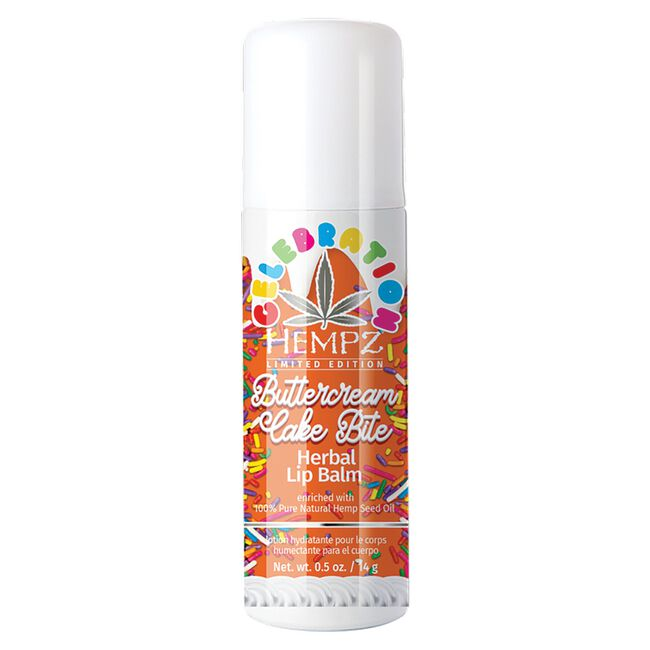 CELEBRATION
HEMPZ
LIMITED EDITION
Buttercream
Cake Bite
Herbal
Lip Balm
enriched with
100% Pure Natural Hemp Seed Oil
lotion hydratante pour le corps
humectante para el cuerpo
Net. wt. 0.5 oz. / 14 g